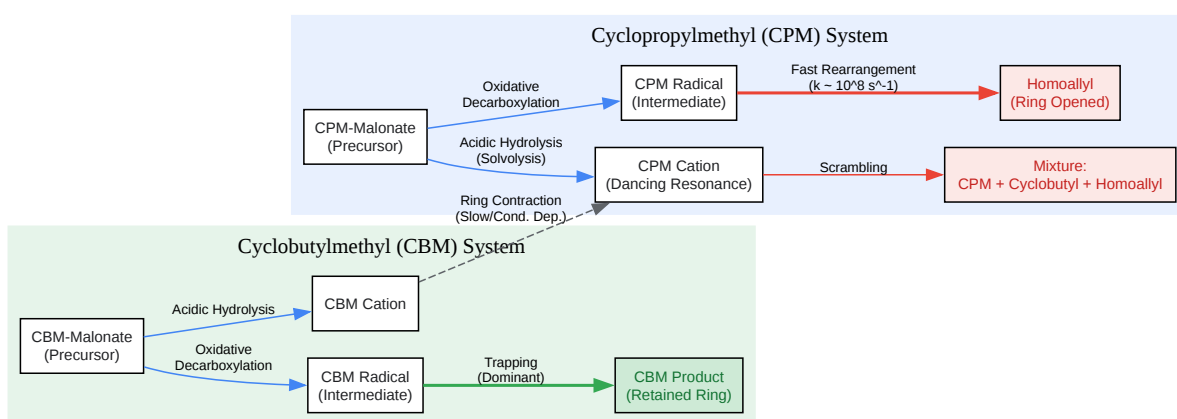 Cyclopropylmethyl (CPM) System
CPM-Malonate
(Precursor)
Oxidative
Decarboxylation
CPM Radical
(Intermediate)
Fast Rearrangement
(k ~ 10^8 s^-1)
Homoallyl
(Ring Opened)
Acidic Hydrolysis
(Solvolysis)
CPM Cation
(Dancing Resonance)
Scrambling
Mixture:
CPM + Cyclobutyl + Homoallyl
Ring Contraction
(Slow/Cond. Dep.)
Cyclobutylmethyl (CBM) System
CBM-Malonate
(Precursor)
Acidic Hydrolysis
CBM Cation
Oxidative
Decarboxylation
CBM Radical
(Intermediate)
Trapping
(Dominant)
CBM Product
(Retained Ring)